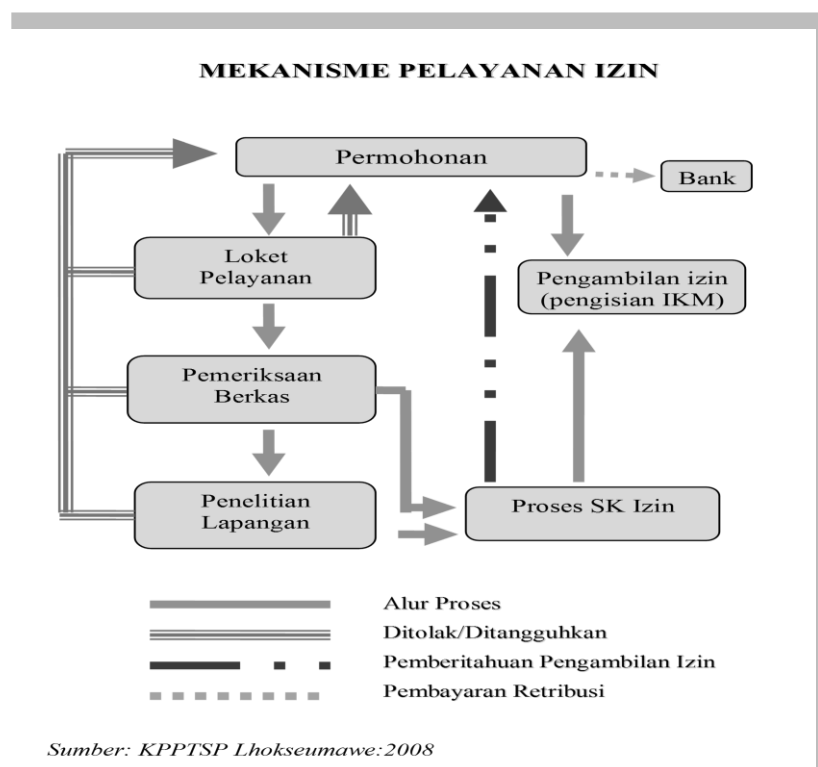 MEKANISME PELAYANAN IZIN
Permohonan
Bank
Loket
Pelayanan
Pengambilan izin
(pengisian IKM)
Pemeriksaan
Berkas
Penelitian
Lapangan
Proses SK Izin
Alur Proses
Ditolak/Ditangguhkan
Pemberitahuan Pengambilan Izin
Pembayaran Retribusi
Sumber: KPPTSP Lhokseumawe:2008